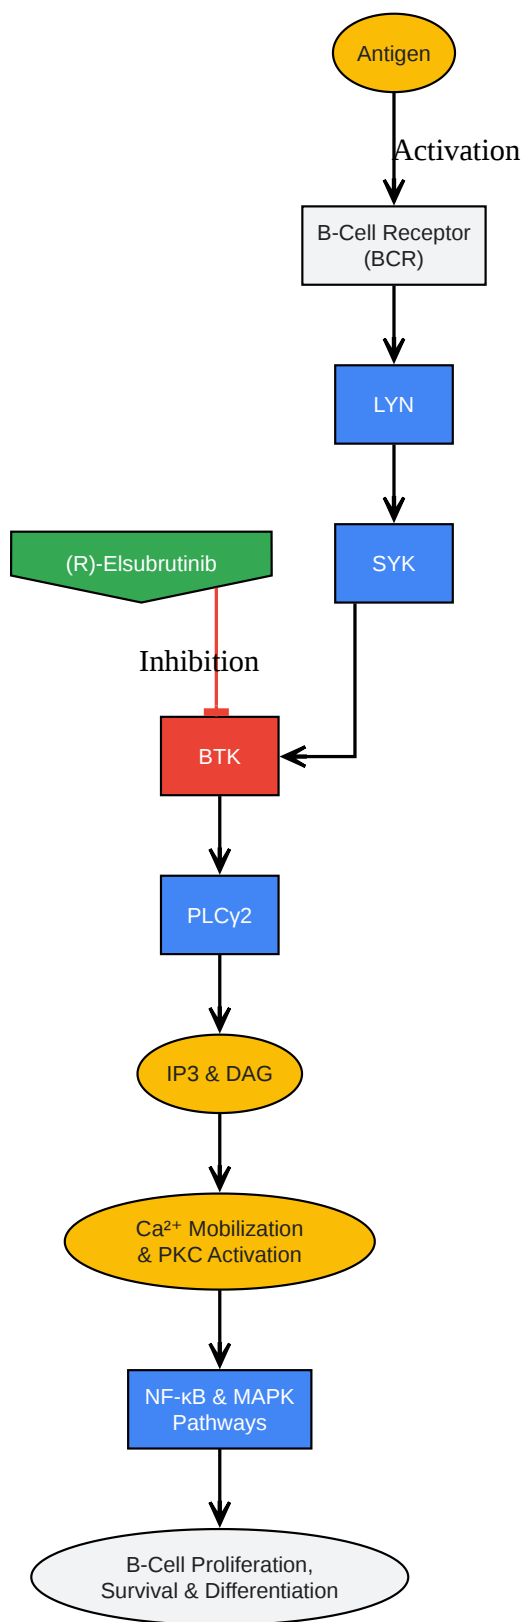 Antigen
Activation
B-Cell Receptor
(BCR)
LYN
SYK
(R)-Elsubrutinib
Inhibition
BTK
PLCγ2
IP3 & DAG
Ca²⁺ Mobilization
& PKC Activation
NF-κB & MAPK
Pathways
B-Cell Proliferation,
Survival & Differentiation